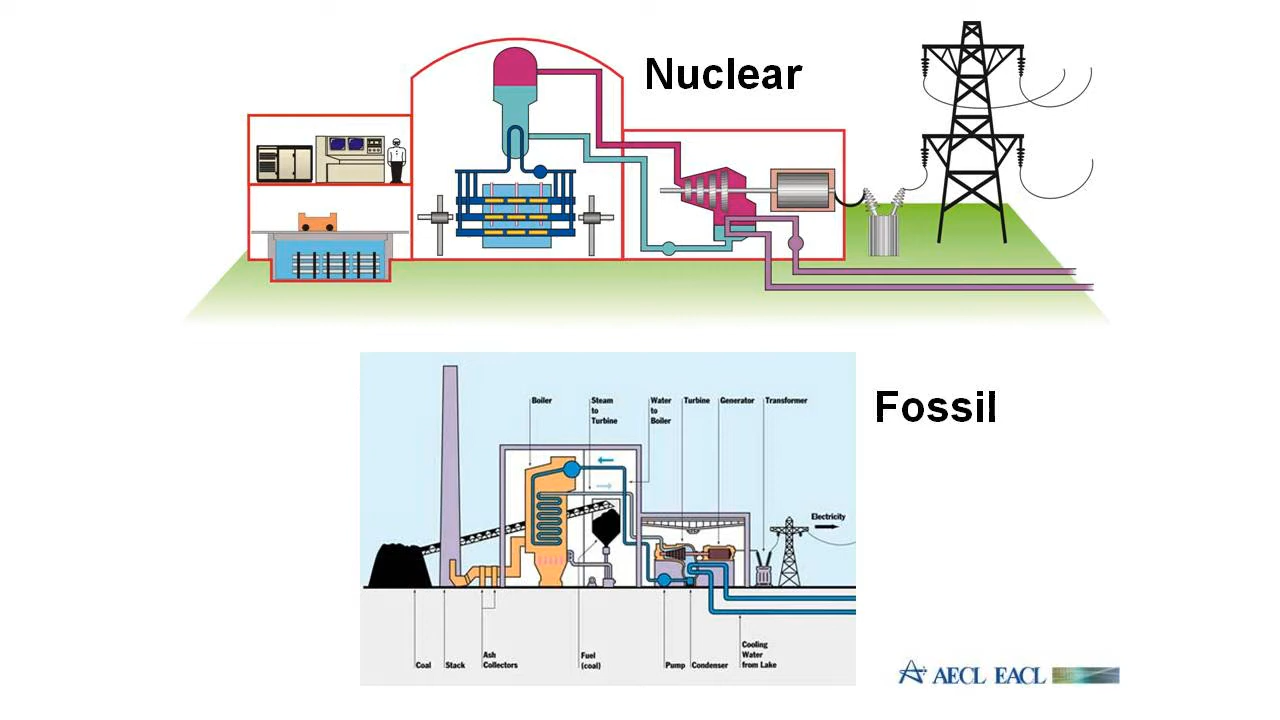 Nuclear
Fossil
Boiler
Steam
to
Turbine
Water
to
Boiler
Turbine
Generator
Transformer
Electricity
Coal
Stack
Ash
Collectors
Fuel
(coal)
Pump
Condenser
Cooling
Water
from Lake
AECL EACL